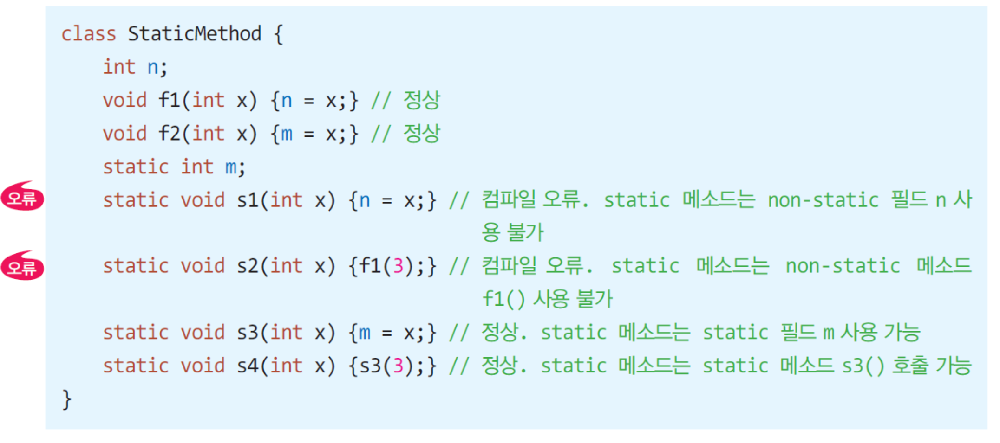 class StaticMethod {
int n;
void f1(int x) {n = x;} // 정상
void f2(int x) {m = x;} // 정상
static int m;
오류 static void s1(int x) {n = x;} // 컴파일 오류. static 메소드는 non-static 필드 n 사
용 불가
오류 static void s2(int x) {f1(3);} // 컴파일 오류. static 메소드는 non-static 메소드
f1() 사용 불가
static void s3(int x) {m = x;} // 정상. static 메소드는 static 필드 m 사용 가능
static void s4(int x) {s3(3);} // 정상. static 메소드는 static 메소드 s3() 호출 가능
}